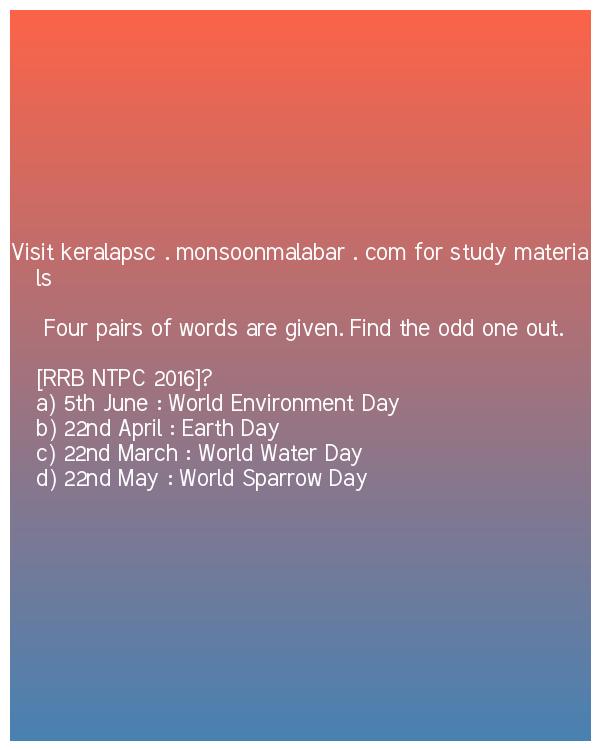 Visit keralapsc . monsoonmalabar . com for study materia
ls
Four pairs of words are given. Find the odd one out.
[RRB NTPC 2016]?
a) 5th June : World Environment Day
b) 22nd April : Earth Day
c) 22nd March : World Water Day
d) 22nd May : World Sparrow Day